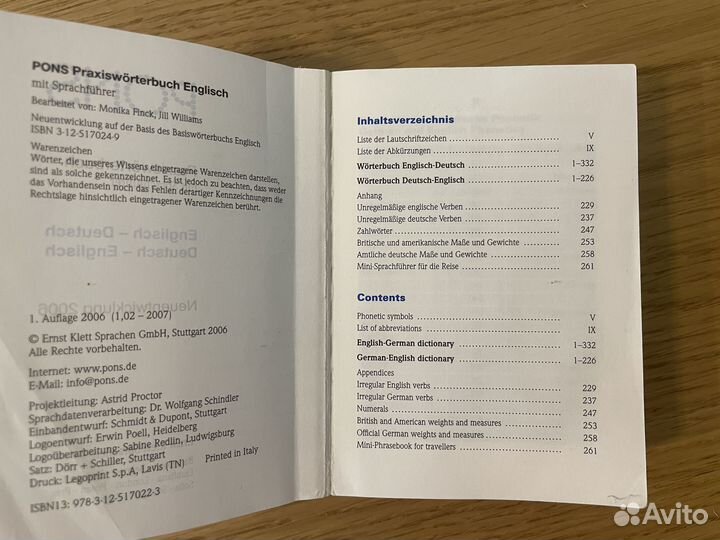 PONS Praxiswörterbuch Englisch
mit Sprachführer
Bearbeitet von: Monika Finck, Jill Williams
Neuentwicklung auf der Basis des Basiswörterbuchs Englisch
ISBN 3-12-517024-9
Warenzeichen
Wörter, die unseres Wissens eingetragene Warenzeichen darstellen,
sind als solche gekennzeichnet. Es ist jedoch zu beachten, dass weder
das Vorhandensein noch das Fehlen derartiger Kennzeichnungen die
Rechtslage hinsichtlich eingetragener Warenzeichen berührt.
Englisch – Deutsch
Deutsch – Englisch
Neuentwicklung 2006
1. Auflage 2006 (1,02 – 2007)
© Ernst Klett Sprachen GmbH, Stuttgart 2006
Alle Rechte vorbehalten.
Internet: www.pons.de
E-Mail: info@pons.de
Projektleitung: Astrid Proctor
Sprachdatenverarbeitung: Dr. Wolfgang Schindler
Einbandentwurf: Schmidt & Dupont, Stuttgart
Logoentwurf: Erwin Poell, Heidelberg
Logoüberarbeitung: Sabine Redlin, Ludwigsburg
Satz: Dörr + Schiller, Stuttgart
Druck: Legoprint S.p.A, Lavis (TN) Printed in Italy
ISBN13: 978-3-12-517022-3
Inhaltsverzeichnis
Liste der Lautschriftzeichen V
Liste der Abkürzungen IX
Wörterbuch Englisch-Deutsch 1–332
Wörterbuch Deutsch-Englisch 1–226
Anhang
Unregelmäßige englische Verben 229
Unregelmäßige deutsche Verben 237
Zahlwörter 247
Britische und amerikanische Maße und Gewichte 253
Amtliche deutsche Maße und Gewichte 258
Mini-Sprachführer für die Reise 261
Contents
Phonetic symbols V
List of abbreviations IX
English-German dictionary 1–332
German-English dictionary 1–226
Appendices
Irregular English verbs 229
Irregular German verbs 237
Numerals 247
British and American weights and measures 253
Official German weights and measures 258
Mini-Phrasebook for travellers 261
Avito